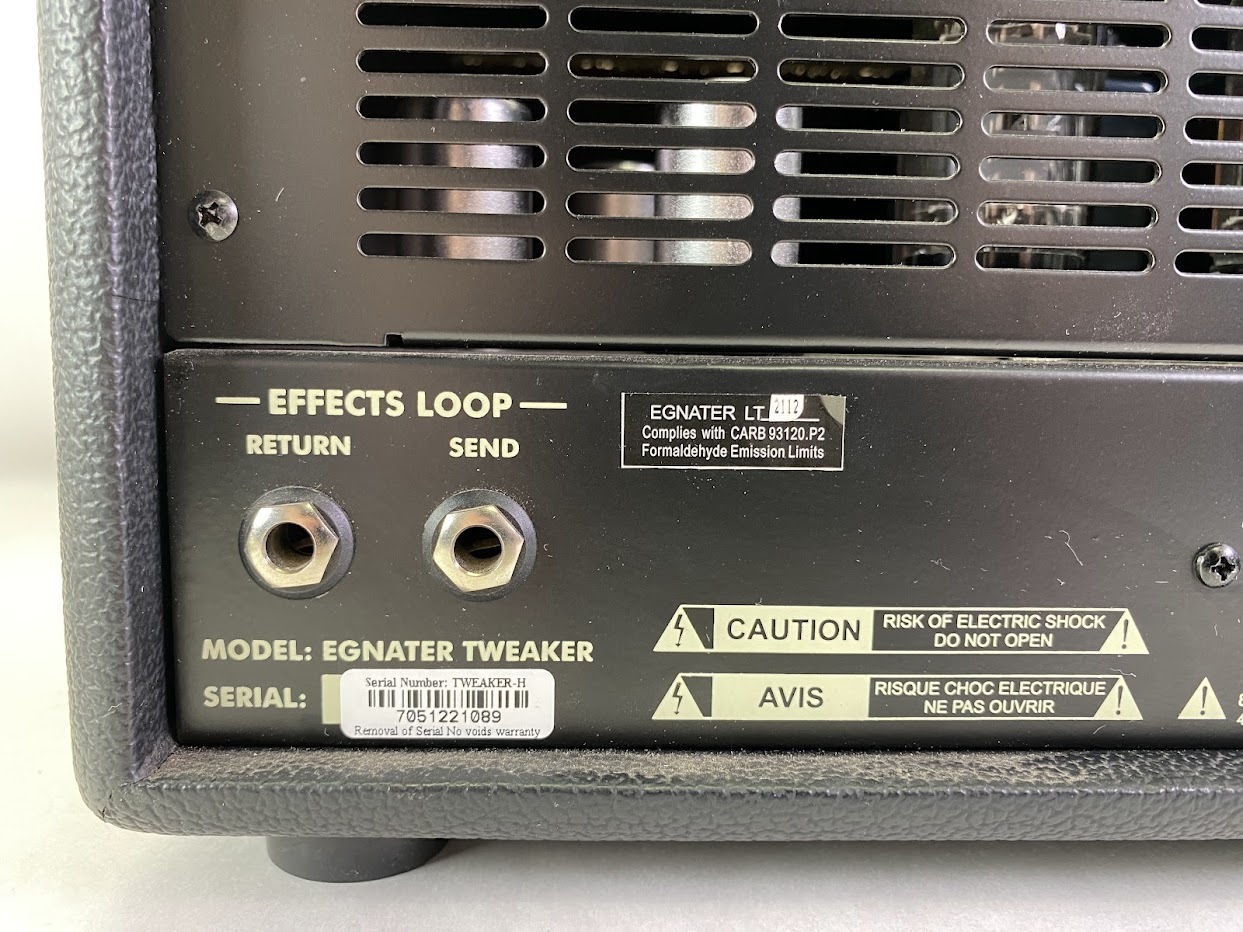 EFFECTS LOOP
RETURN SEND
EGNATER LT 2112
Complies with CARB 93120.P2
Formaldehyde Emission Limits
MODEL: EGNATER TWEAKER
SERIAL:
Serial Number: TWEAKER-H
7051221089
Removal of Serial No voids warranty
CAUTION
RISK OF ELECTRIC SHOCK
DO NOT OPEN
AVIS
RISQUE CHOC ELECTRIQUE
NE PAS OUVRIR